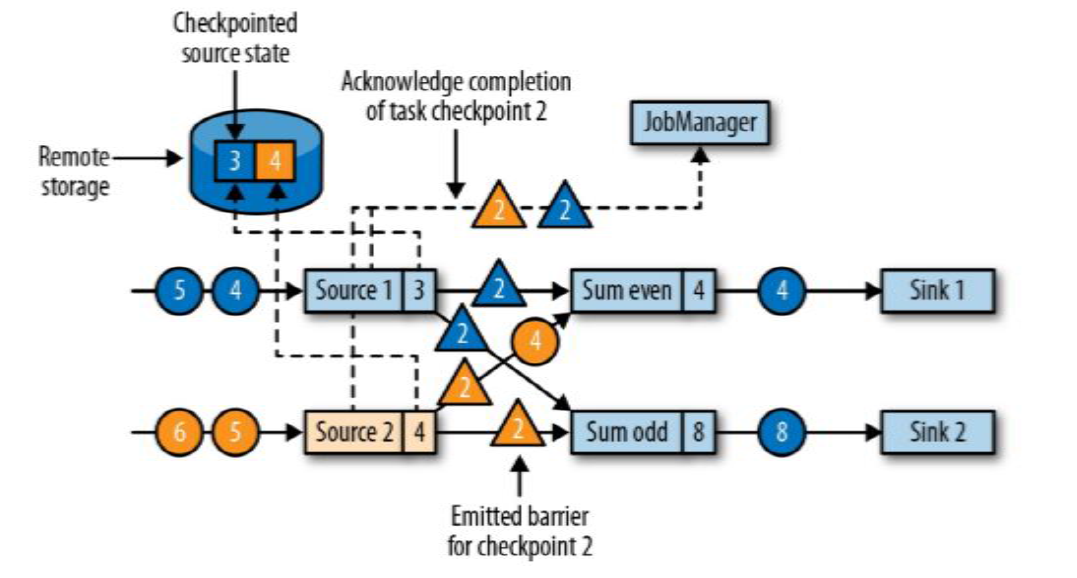 Checkpointed
source state
Acknowledge completion
of task checkpoint 2
JobManager
Remote
storage
3 4
2 2
5 4 Source 1 3 2 Sum even 4 4 Sink 1
2 4
2
6 5 Source 2 4 2 Sum odd 8 8 Sink 2
Emitted barrier
for checkpoint 2